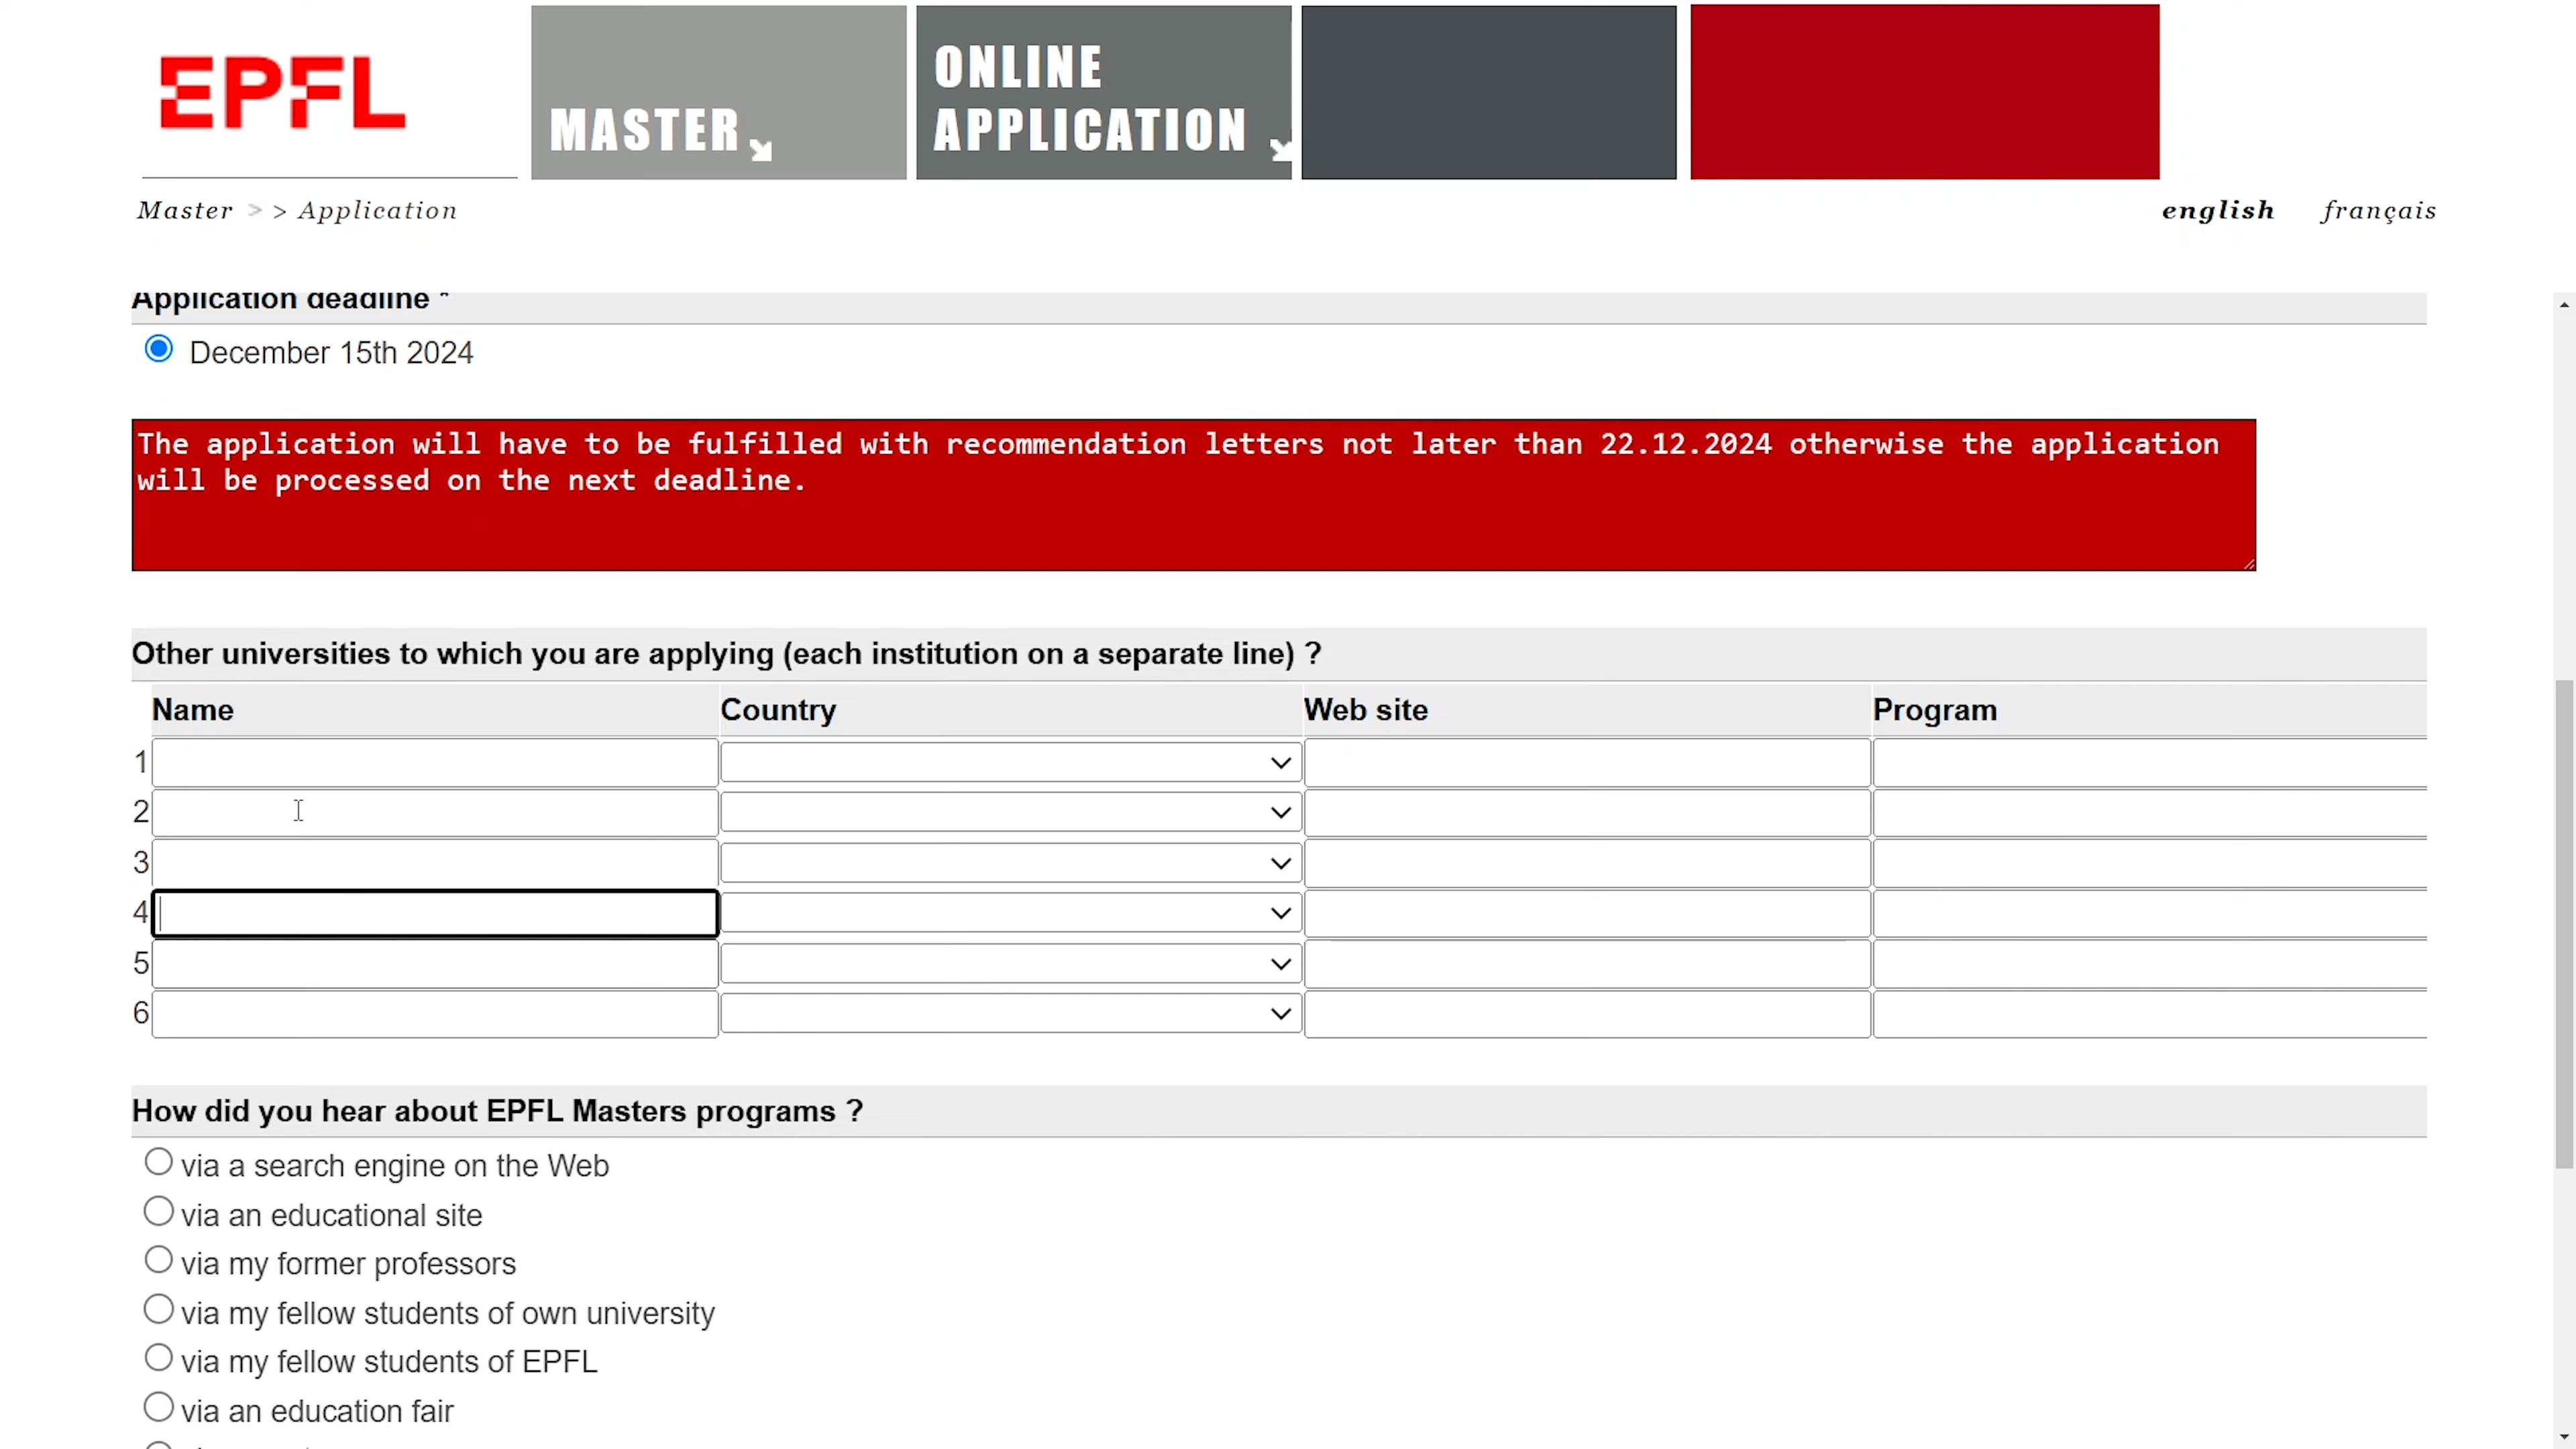 EPFL
MASTER
ONLINE
APPLICATION
Master > > Application
english français
Application deadline *
December 15th 2024
The application will have to be fulfilled with recommendation letters not later than 22.12.2024 otherwise the application
will be processed on the next deadline.
Other universities to which you are applying (each institution on a separate line) ?
Name Country Web site Program
1
2
3
4
5
6
How did you hear about EPFL Masters programs ?
via a search engine on the Web
via an educational site
via my former professors
via my fellow students of own university
via my fellow students of EPFL
via an education fair